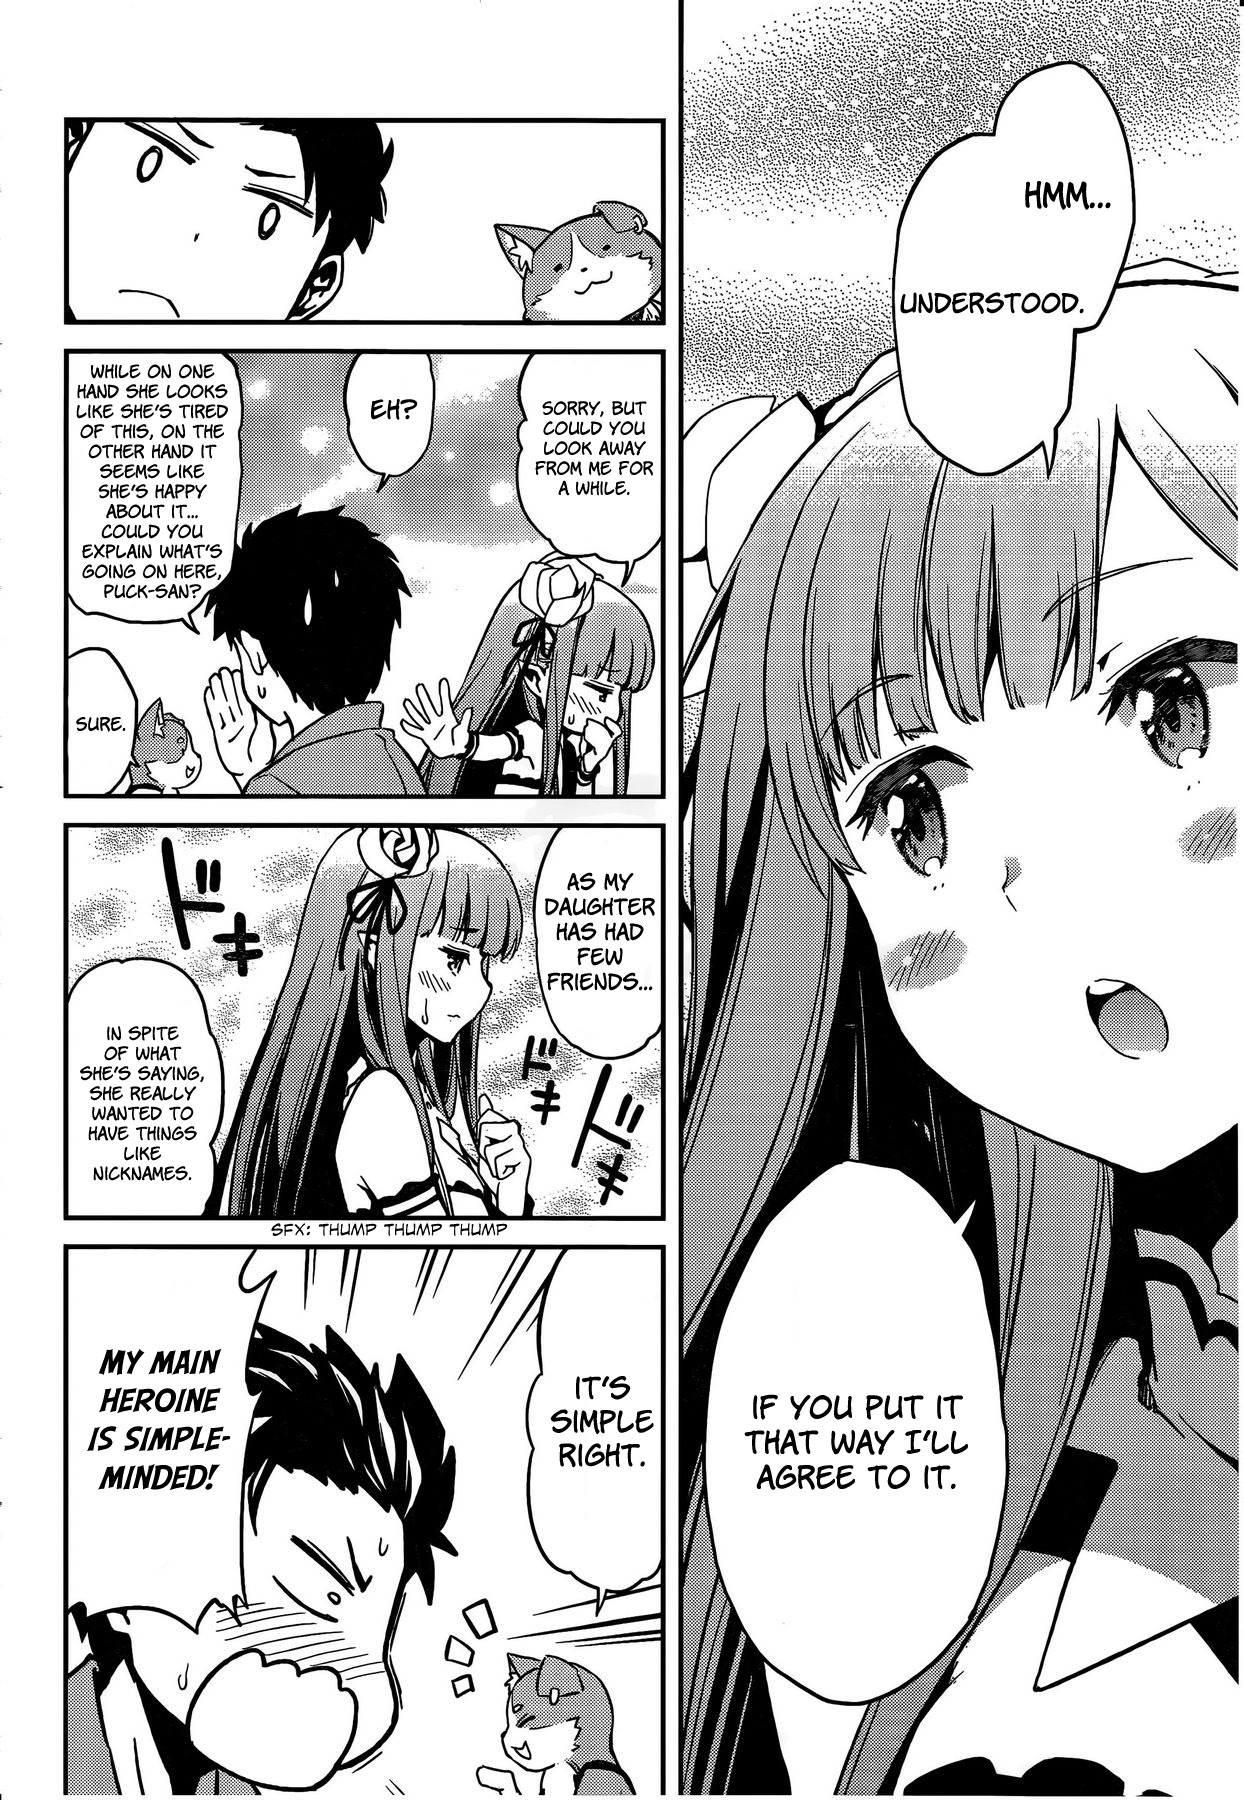 HMM...
UNDERSTOOD.
IF YOU PUT IT
THAT WAY I'LL
AGREE TO IT.
SORRY, BUT
COULD YOU
LOOK AWAY
FROM ME FOR
A WHILE.
EH?
WHILE ON ONE
HAND SHE LOOKS
LIKE SHE'S TIRED
OF THIS, ON THE
OTHER HAND IT
SEEMS LIKE
SHE'S HAPPY
ABOUT IT...
COULD YOU
EXPLAIN WHAT'S
GOING ON HERE,
PUCK-SAN?
SURE.
AS MY
DAUGHTER
HAS HAD
FEW
FRIENDS...
ドキ
ドキ
ドキ
IN SPITE
OF WHAT
SHE'S SAYING,
SHE REALLY
WANTED TO
HAVE THINGS
LIKE
NICKNAMES.
SFX: THUMP THUMP THUMP
IT'S
SIMPLE
RIGHT.
MY MAIN
HEROINE
IS SIMPLE-
MINDED!